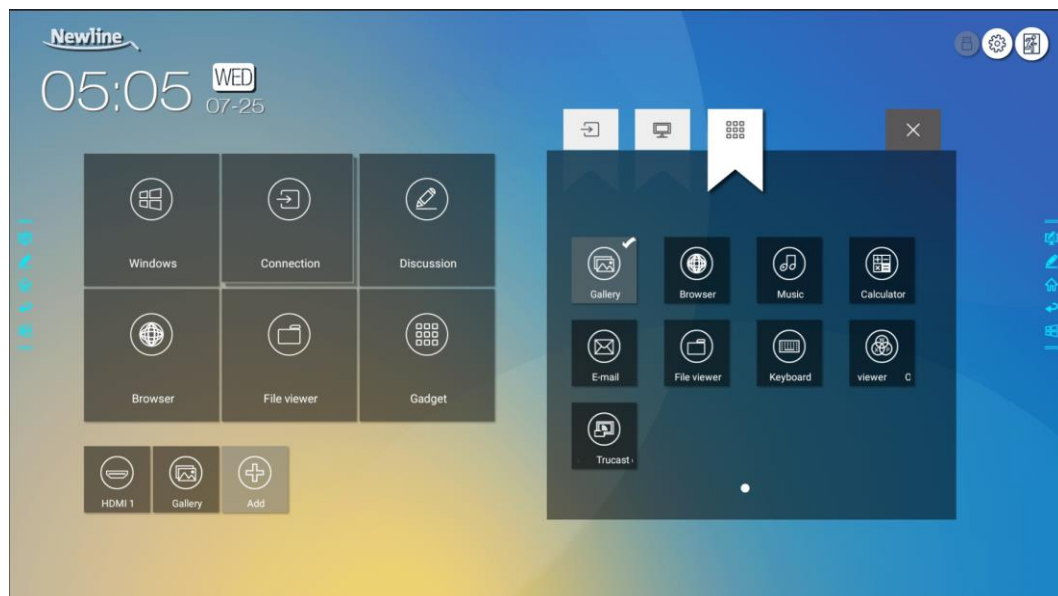 Newline
05:05 WED
07-25
Windows Connection Discussion
Browser File viewer Gadget
HDMI 1 Gallery Add
Gallery Browser Music Calculator
E-mail File viewer Keyboard viewer C
Trucast